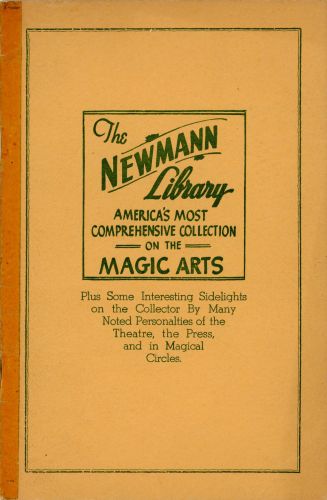 The
NEWMANN
Library
AMERICA'S MOST
COMPREHENSIVE COLLECTION
ON THE
MAGIC ARTS
Plus Some Interesting Sidelights
on the Collector By Many
Noted Personalties of the
Theatre, the Press,
and in Magical
Circles.